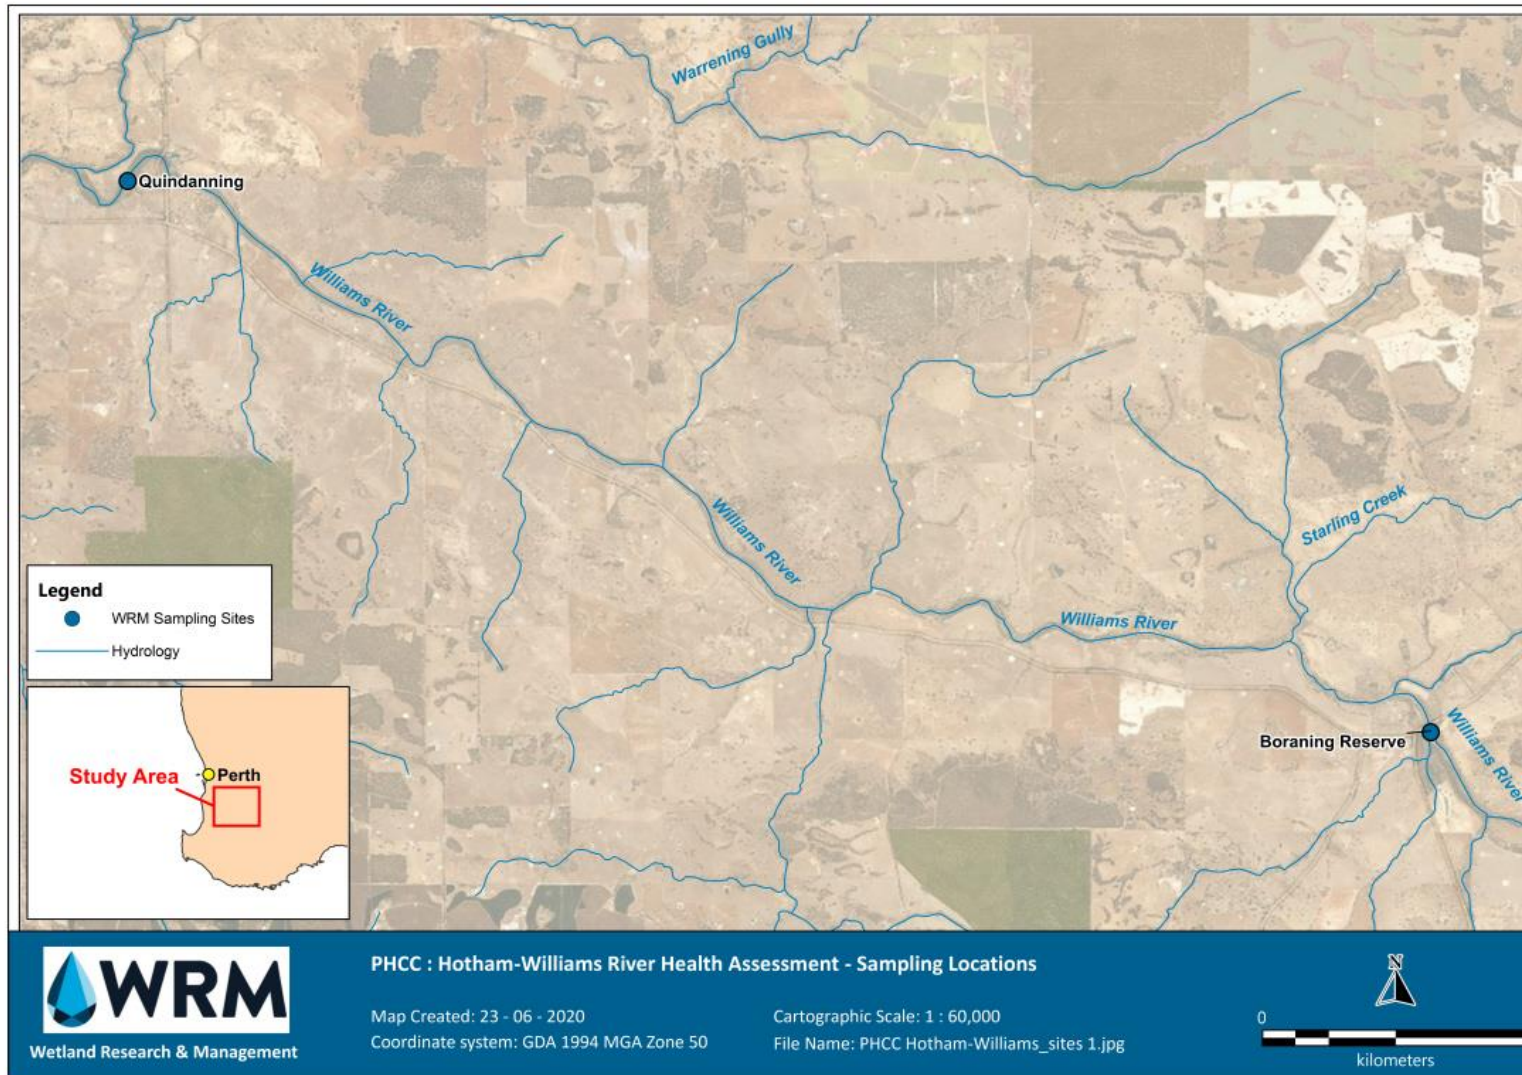 Warrening Gully
Quindanning
Williams River
Williams River
Starling Creek
Williams River
Boraning Reserve
Williams River
Legend
WRM Sampling Sites
Hydrology
Study Area
Perth
WRM
Wetland Research & Management
PHCC : Hotham-Williams River Health Assessment - Sampling Locations
Map Created: 23 - 06 - 2020
Coordinate system: GDA 1994 MGA Zone 50
Cartographic Scale: 1 : 60,000
File Name: PHCC Hotham-Williams_sites 1.jpg
N
0
kilometers